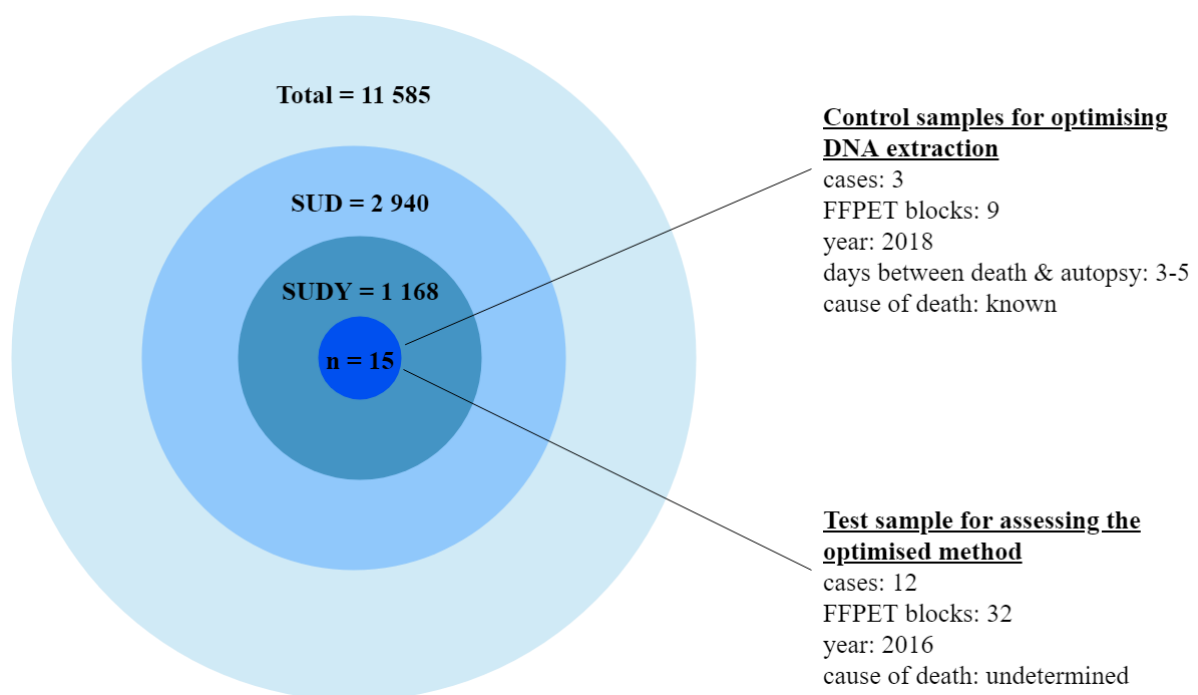 Total = 11 585
SUD = 2 940
SUDY = 1 168
n = 15
Control samples for optimising
DNA extraction
cases: 3
FFPET blocks: 9
year: 2018
days between death & autopsy: 3-5
cause of death: known
Test sample for assessing the
optimised method
cases: 12
FFPET blocks: 32
year: 2016
cause of death: undetermined